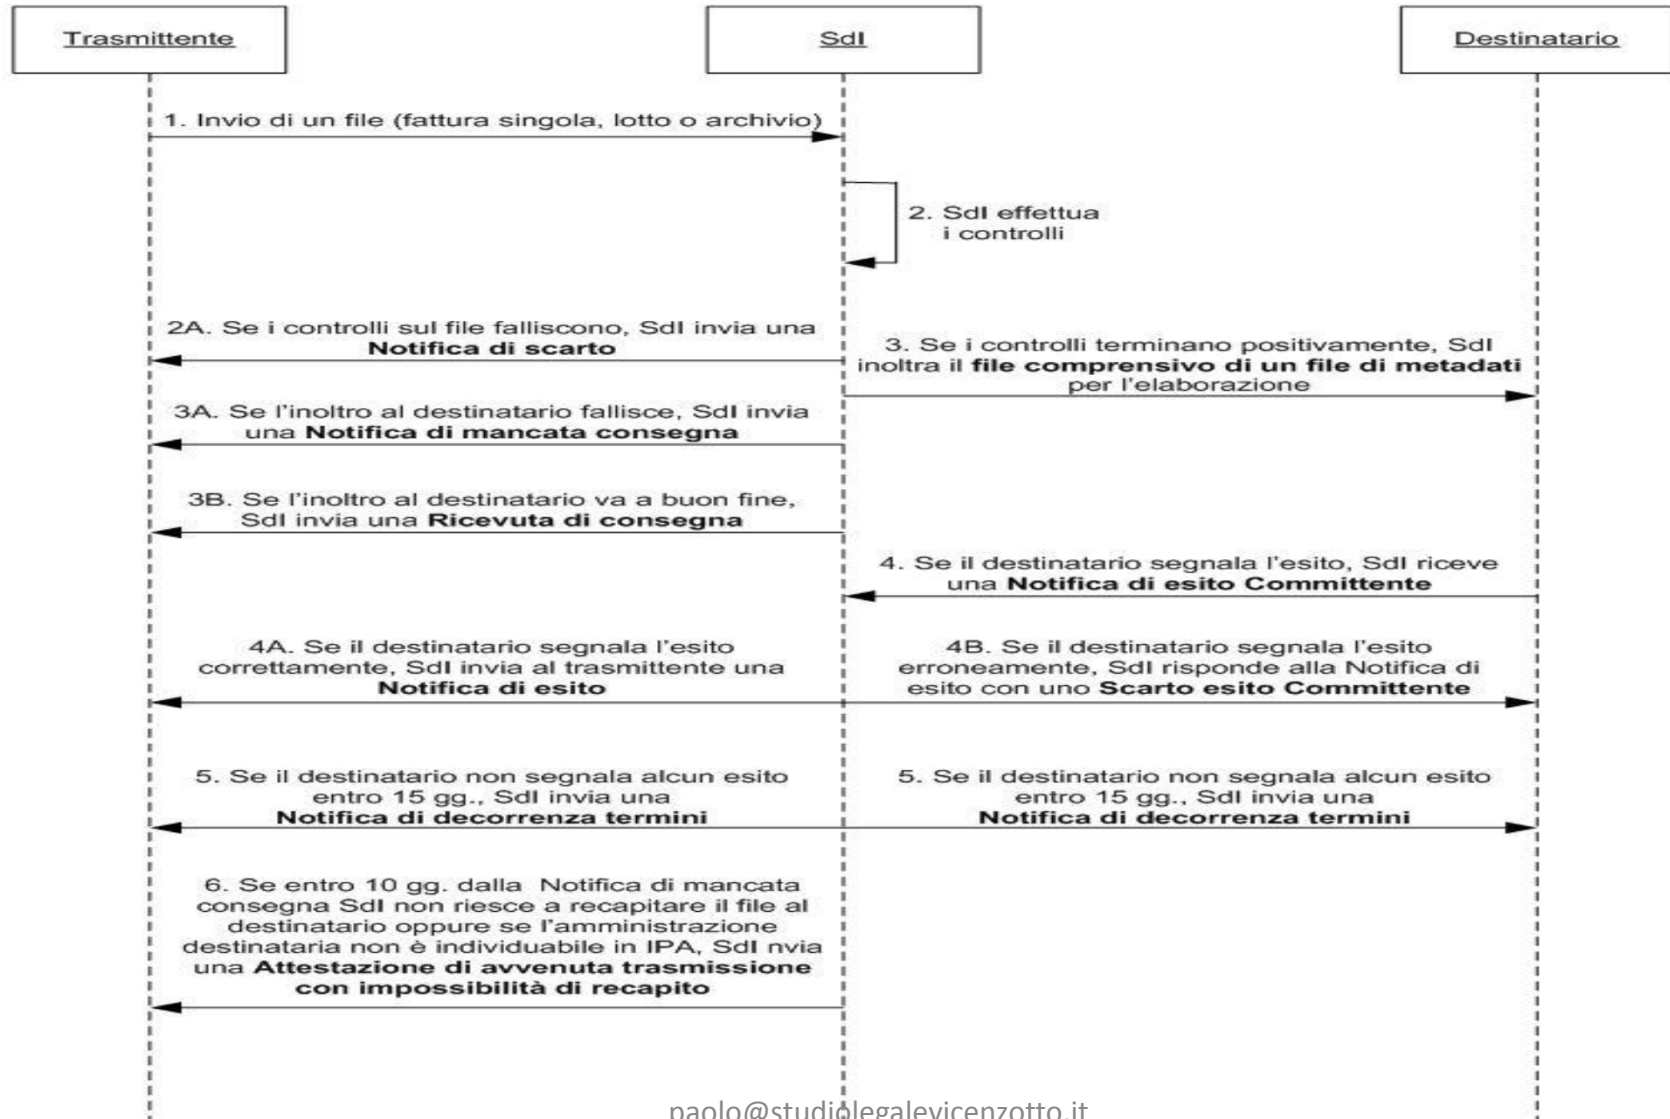 Trasmittente
SdI
Destinatario
1. Invio di un file (fattura singola, lotto o archivio)
2. SdI effettua
i controlli
2A. Se i controlli sul file falliscono, SdI invia una
Notifica di scarto
3. Se i controlli terminano positivamente, SdI
inoltra il file comprensivo di un file di metadati
per l'elaborazione
3A. Se l'inoltro al destinatario fallisce, SdI invia
una Notifica di mancata consegna
3B. Se l'inoltro al destinatario va a buon fine,
SdI invia una Ricevuta di consegna
4. Se il destinatario segnala l'esito, SdI riceve
una Notifica di esito Committente
4A. Se il destinatario segnala l'esito
correttamente, SdI invia al trasmittente una
Notifica di esito
4B. Se il destinatario segnala l'esito
erroneamente, SdI risponde alla Notifica di
esito con uno Scarto esito Committente
5. Se il destinatario non segnala alcun esito
entro 15 gg., SdI invia una
Notifica di decorrenza termini
5. Se il destinatario non segnala alcun esito
entro 15 gg., SdI invia una
Notifica di decorrenza termini
6. Se entro 10 gg. dalla Notifica di mancata
consegna SdI non riesce a recapitare il file al
destinatario oppure se l'amministrazione
destinataria non è individuabile in IPA, SdI nvia
una Attestazione di avvenuta trasmissione
con impossibilità di recapito
paolo@studiolegalevicenzotto.it